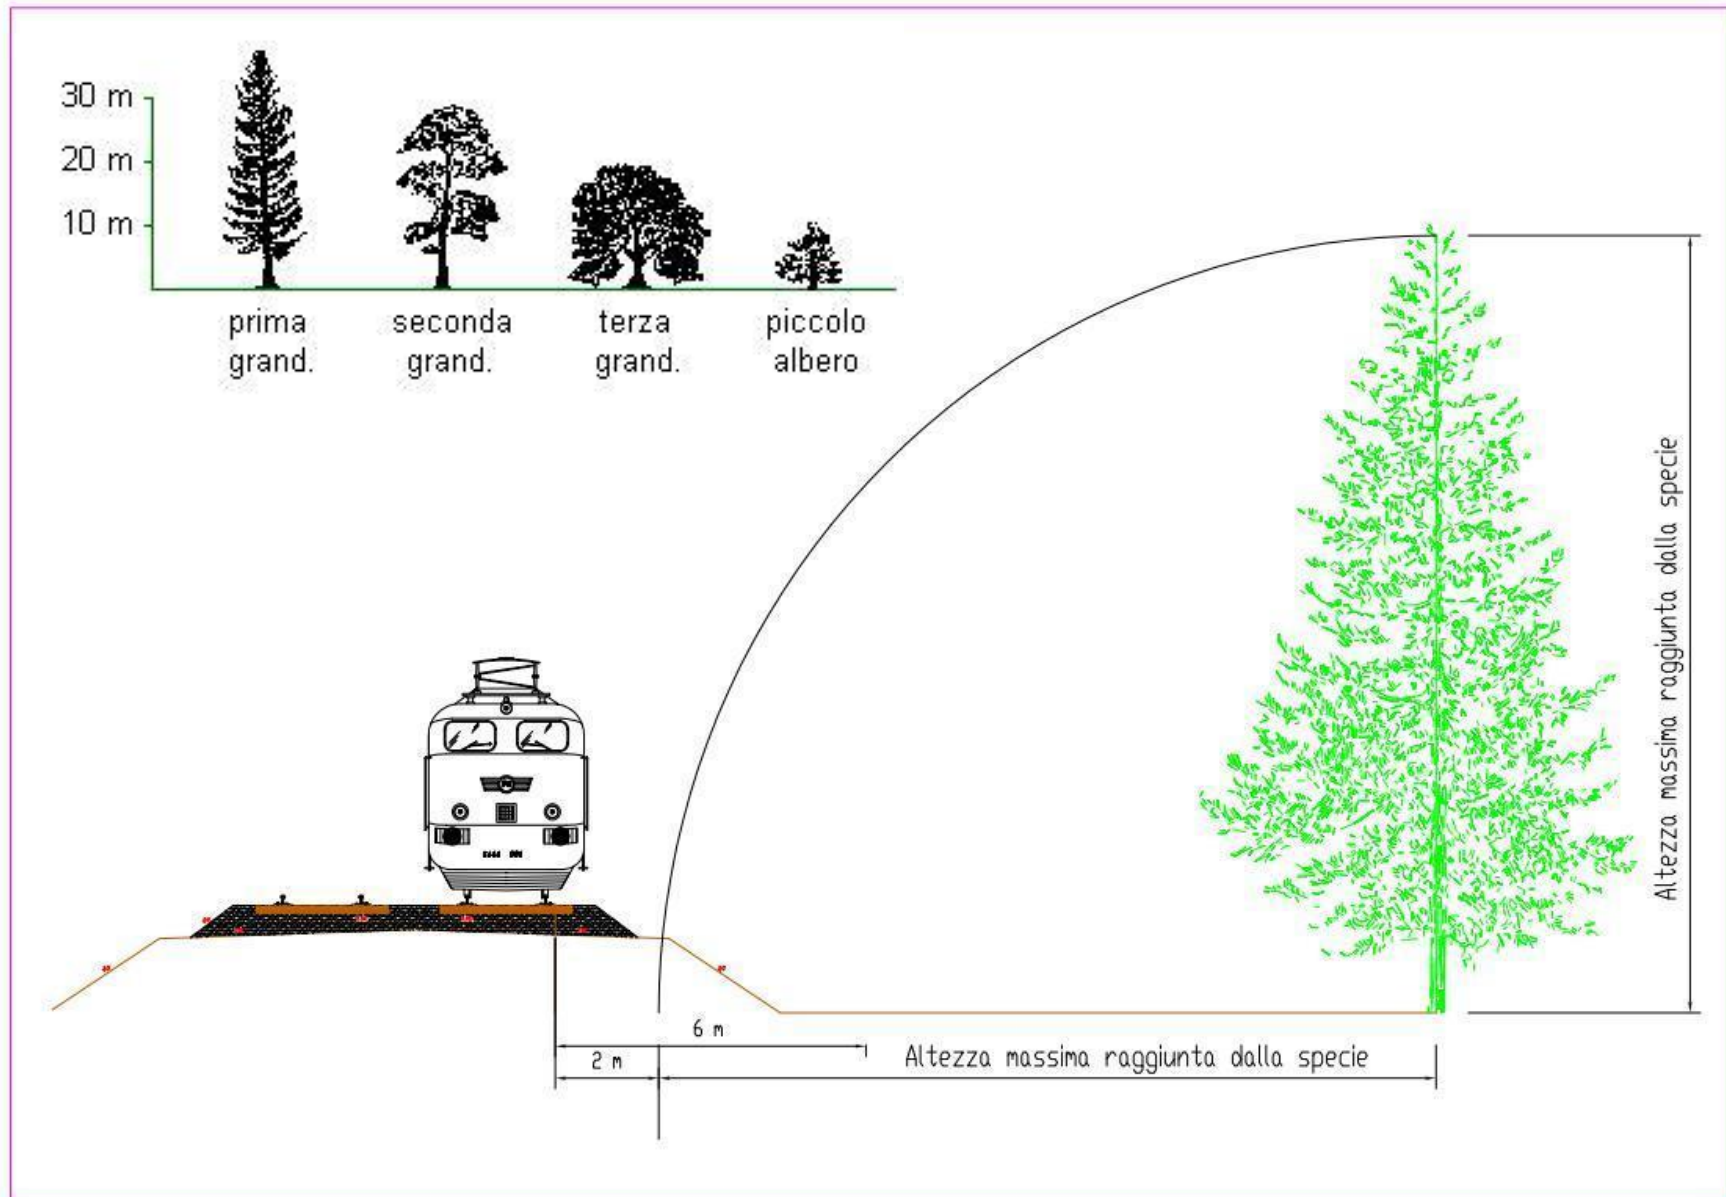 30 m
20 m
10 m
prima
grand.
seconda
grand.
terza
grand.
piccolo
albero
Altezza massima raggiunta dalla specie
6 m
2 m
Altezza massima raggiunta dalla specie